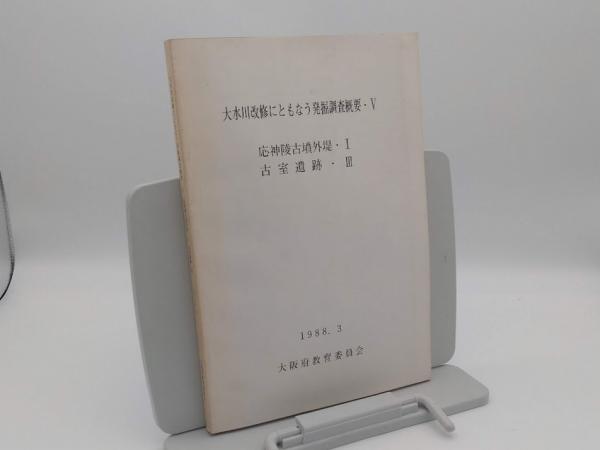 大水川改修にともなう発掘調査概要・V
応神陵古墳外堤・I
古室遺跡・III
1988.3
大阪府教育委員会